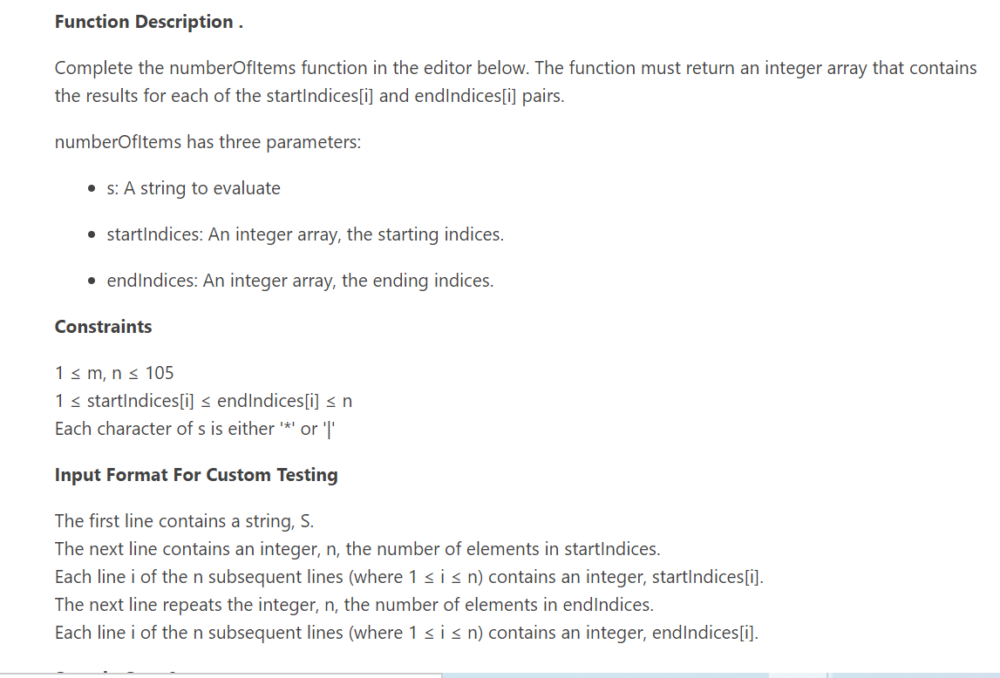 Function Description .
Complete the numberOfItems function in the editor below. The function must return an integer array that contains
the results for each of the startIndices[i] and endIndices[i] pairs.
numberOfItems has three parameters:
• s: A string to evaluate
• startIndices: An integer array, the starting indices.
• endIndices: An integer array, the ending indices.
Constraints
1 ≤ m, n ≤ 105
1 ≤ startIndices[i] ≤ endIndices[i] ≤ n
Each character of s is either '*' or '|'
Input Format For Custom Testing
The first line contains a string, S.
The next line contains an integer, n, the number of elements in startIndices.
Each line i of the n subsequent lines (where 1 ≤ i ≤ n) contains an integer, startIndices[i].
The next line repeats the integer, n, the number of elements in endIndices.
Each line i of the n subsequent lines (where 1 ≤ i ≤ n) contains an integer, endIndices[i].